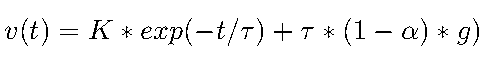 v(t) = K ∗ exp(−t/τ) + τ ∗ (1 − α) ∗ g)